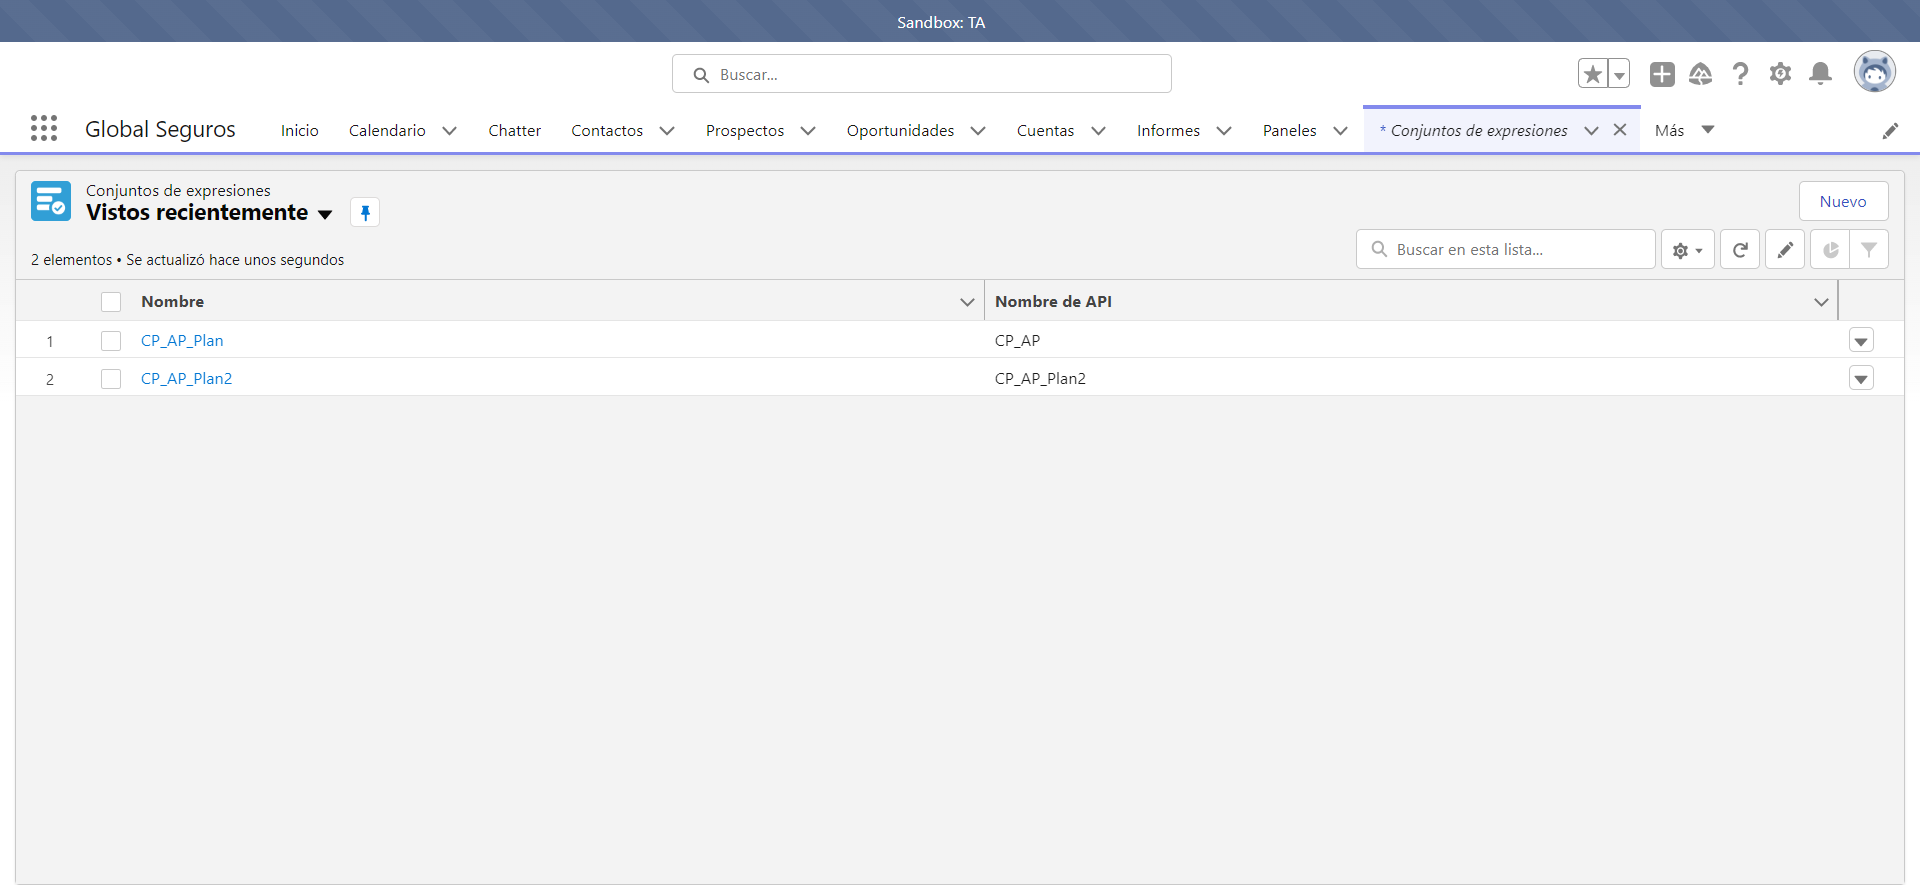 Sandbox: TA
Buscar...
Global Seguros
Inicio
Calendario
Chatter
Contactos
Prospectos
Oportunidades
Cuentas
Informes
Paneles
* Conjuntos de expresiones
Más
Conjuntos de expresiones
Vistos recientemente
Nuevo
2 elementos • Se actualizó hace unos segundos
Buscar en esta lista...
Nombre
Nombre de API
1
CP_AP_Plan
CP_AP
2
CP_AP_Plan2
CP_AP_Plan2